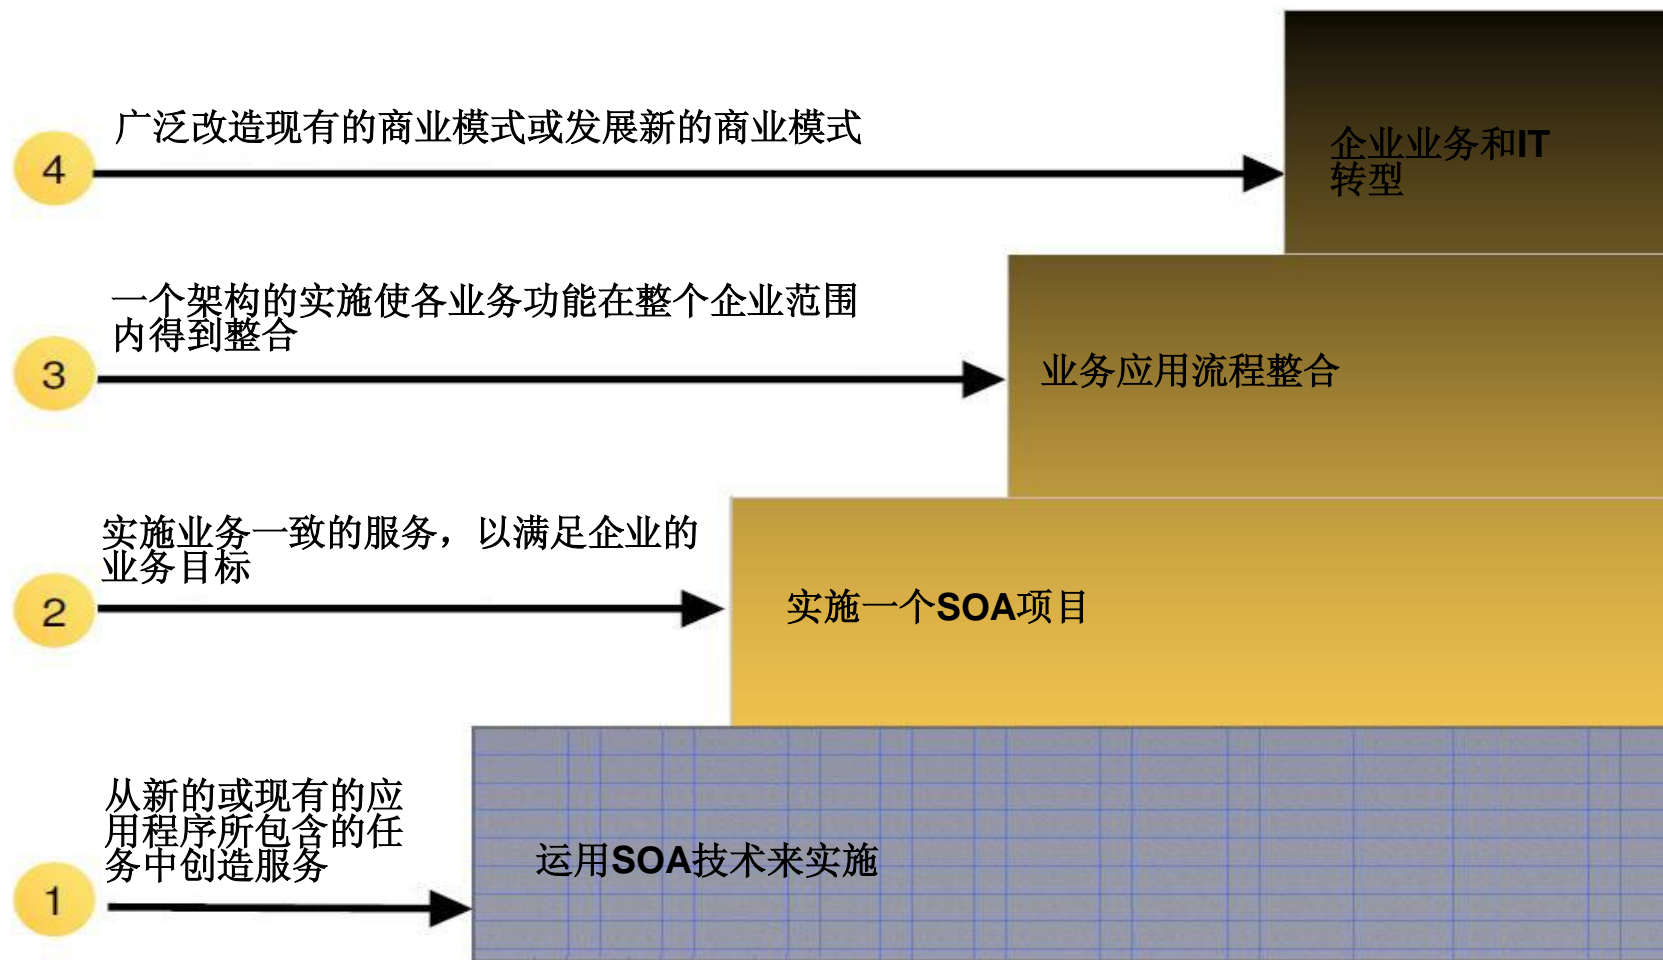 广泛改造现有的商业模式或发展新的商业模式
4
企业业务和IT
转型
一个架构的实施使各业务功能在整个企业范围
内得到整合
3
业务应用流程整合
实施业务一致的服务，以满足企业的
业务目标
2
实施一个SOA项目
从新的或现有的应
用程序所包含的任
务中创造服务
1
运用SOA技术来实施